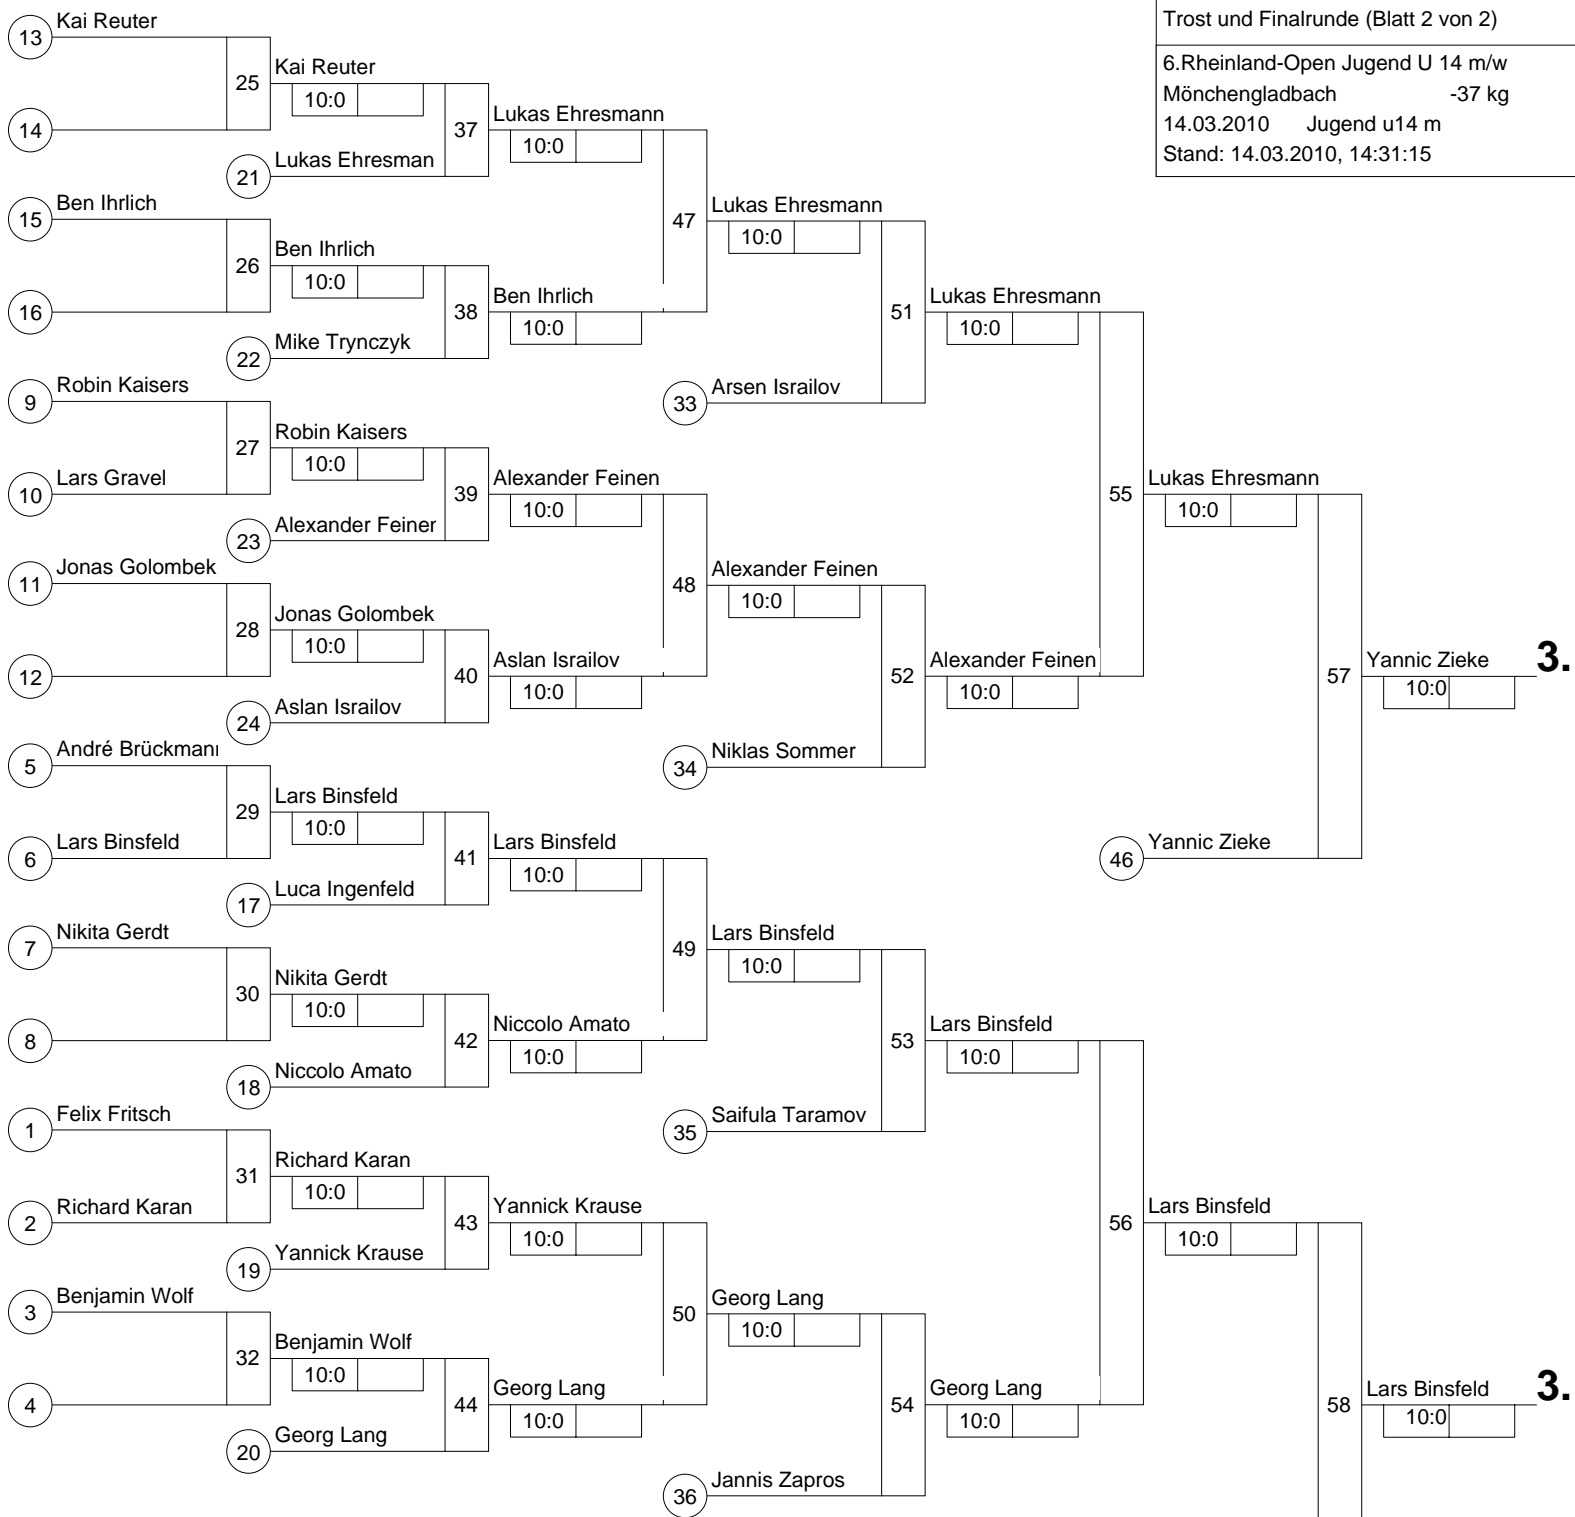 Trost und Finalrunde (Blatt 2 von 2)
6.Rheinland-Open Jugend U 14 m/w
Mönchengladbach -37 kg
14.03.2010 Jugend u14 m
Stand: 14.03.2010, 14:31:15
13 Kai Reuter
14
25 Kai Reuter
10:0
21 Lukas Ehresman
37 Lukas Ehresmann
10:0
15 Ben Ihrlich
16
26 Ben Ihrlich
10:0
22 Mike Trynczyk
38 Ben Ihrlich
10:0
47 Lukas Ehresmann
10:0
33 Arsen Israilov
51 Lukas Ehresmann
10:0
9 Robin Kaisers
10 Lars Gravel
27 Robin Kaisers
10:0
23 Alexander Feiner
39 Alexander Feinen
10:0
11 Jonas Golombek
12
28 Jonas Golombek
10:0
24 Aslan Israilov
40 Aslan Israilov
10:0
48 Alexander Feinen
10:0
34 Niklas Sommer
52 Alexander Feinen
10:0
55 Lukas Ehresmann
10:0
46 Yannic Zieke
57 Yannic Zieke 3.
10:0
5 André Brückmann
6 Lars Binsfeld
29 Lars Binsfeld
10:0
17 Luca Ingenfeld
41 Lars Binsfeld
10:0
7 Nikita Gerdt
8
30 Nikita Gerdt
10:0
18 Niccolo Amato
42 Niccolo Amato
10:0
49 Lars Binsfeld
10:0
35 Saifula Taramov
53 Lars Binsfeld
10:0
1 Felix Fritsch
2 Richard Karan
31 Richard Karan
10:0
19 Yannick Krause
43 Yannick Krause
10:0
3 Benjamin Wolf
4
32 Benjamin Wolf
10:0
20 Georg Lang
44 Georg Lang
10:0
50 Georg Lang
10:0
36 Jannis Zapros
54 Georg Lang
10:0
56 Lars Binsfeld
10:0
58 Lars Binsfeld 3.
10:0